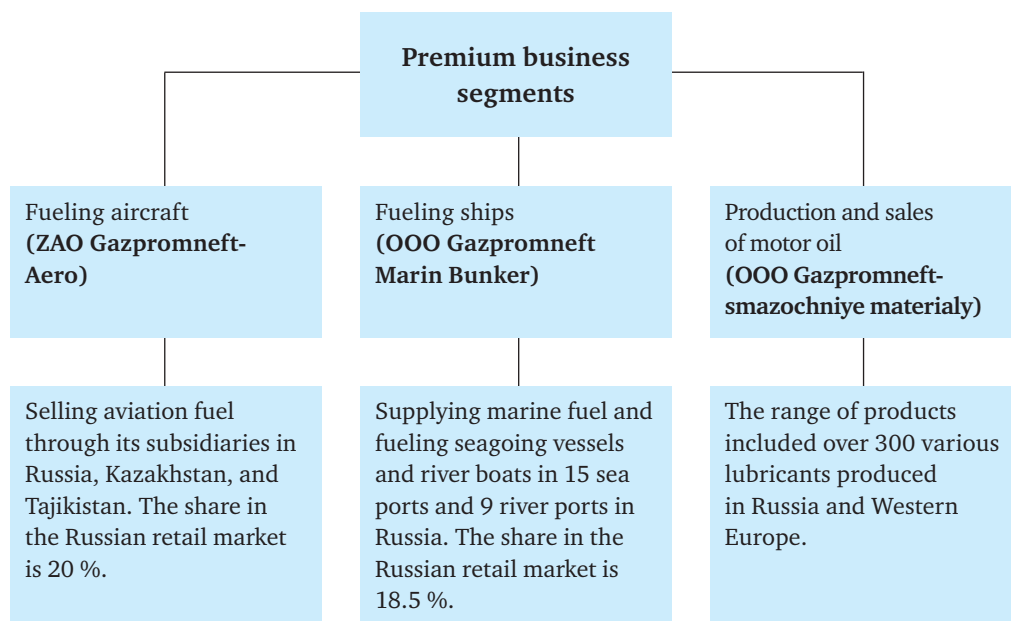 Premium business
segments
Fueling aircraft
(ZAO Gazpromneft-
Aero)
Fueling ships
(OOO Gazpromneft
Marin Bunker)
Production and sales
of motor oil
(OOO Gazpromneft-
smazochniye materialy)
Selling aviation fuel
through its subsidiaries in
Russia, Kazakhstan, and
Tajikistan. The share in
the Russian retail market
is 20 %.
Supplying marine fuel and
fueling seagoing vessels
and river boats in 15 sea
ports and 9 river ports in
Russia. The share in the
Russian retail market is
18.5 %.
The range of products
included over 300 various
lubricants produced
in Russia and Western
Europe.